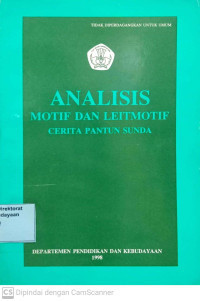 TIDAK DIPERDAGANGKAN UNTUK UMUM
ANALISIS
MOTIF DAN LEITMOTIF
CERITA PANTUN SUNDA
DEPARTEMEN PENDIDIKAN DAN KEBUDAYAAN
1998
CS Dipindai dengan CamScanner